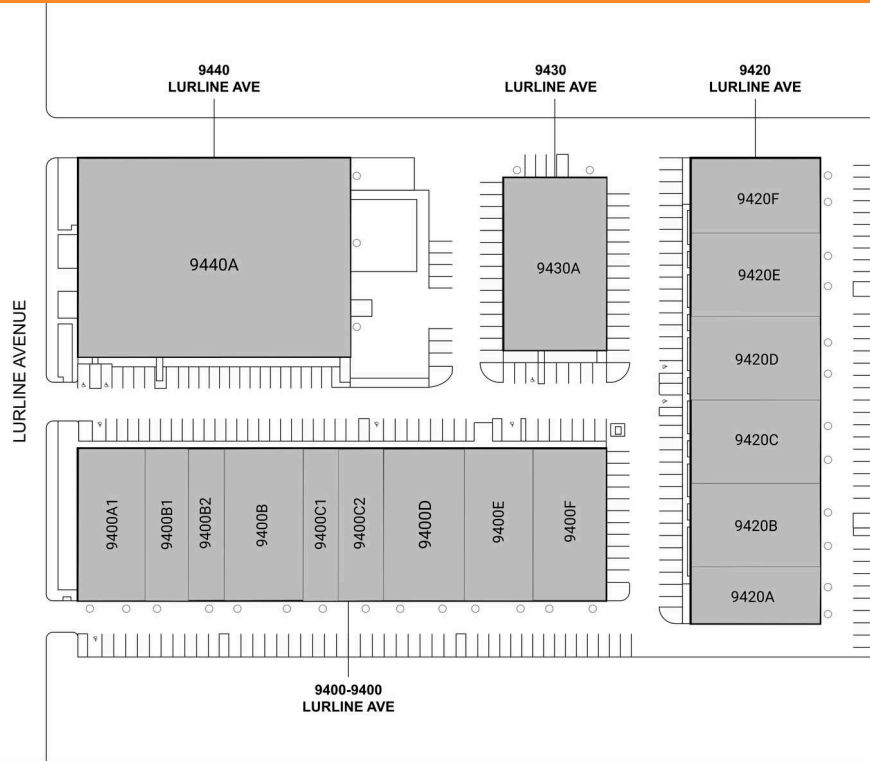 9440
LURLINE AVE
9430
LURLINE AVE
9420
LURLINE AVE
9440A
9430A
9420F
9420E
9420D
9420C
9420B
9420A
LURLINE AVENUE
9400A1
9400B1
9400B2
9400B
9400C1
9400C2
9400D
9400E
9400F
9400-9400
LURLINE AVE